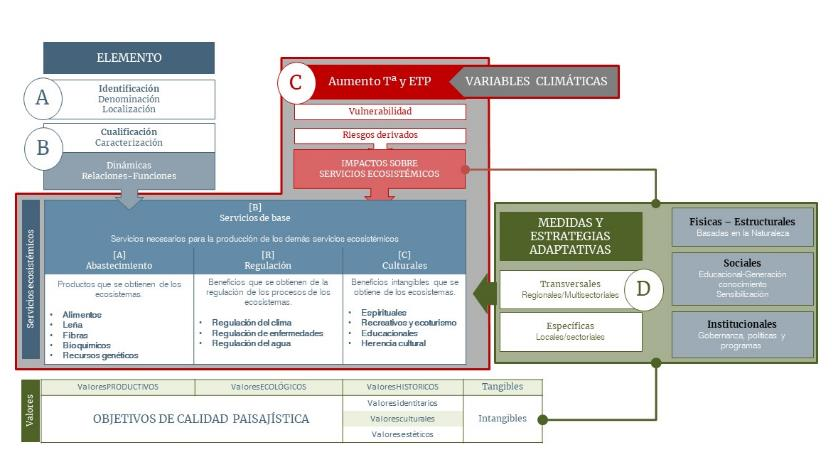 ELEMENTO
A
Identificación
Denominación
Localización
B
Cualificación
Caracterización
Dinámicas
Relaciones-Funciones
C
Aumento Tª y ETP
VARIABLES CLIMÁTICAS
Vulnerabilidad
Riesgos derivados
IMPACTOS SOBRE
SERVICIOS ECOSISTÉMICOS
Servicios ecosistémicos
[B]
Servicios de base
Servicios necesarios para la producción de los demás servicios ecosistémicos
[A]
Abastecimiento
Productos que se obtienen de los
ecosistemas.
• Alimentos
• Leña
• Fibras
• Bioquímicos
• Recursos genéticos
[R]
Regulación
Beneficios que se obtienen de la
regulación de los procesos de los
ecosistemas.
• Regulación del clima
• Regulación de enfermedades
• Regulación del agua
[C]
Culturales
Beneficios intangibles que se
obtiene de los ecosistemas.
• Espirituales
• Recreativos y ecoturismo
• Educacionales
• Herencia cultural
MEDIDAS Y
ESTRATEGIAS
ADAPTATIVAS
Transversales
Regionales/Multisectoriales
D
Específicas
Locales/sectoriales
Fisicas – Estructurales
Basadas en la Naturaleza
Sociales
Educacional-Generación
conocimiento
Sensibilización
Institucionales
Gobernanza, políticas y
programas
Valores
ValoresPRODUCTIVOS
ValoresECOLÓGICOS
ValoresHISTORICOS
Tangibles
OBJETIVOS DE CALIDAD PAISAJÍSTICA
Valoresidentitarios
Valoresculturales
Valoresestéticos
Intangibles